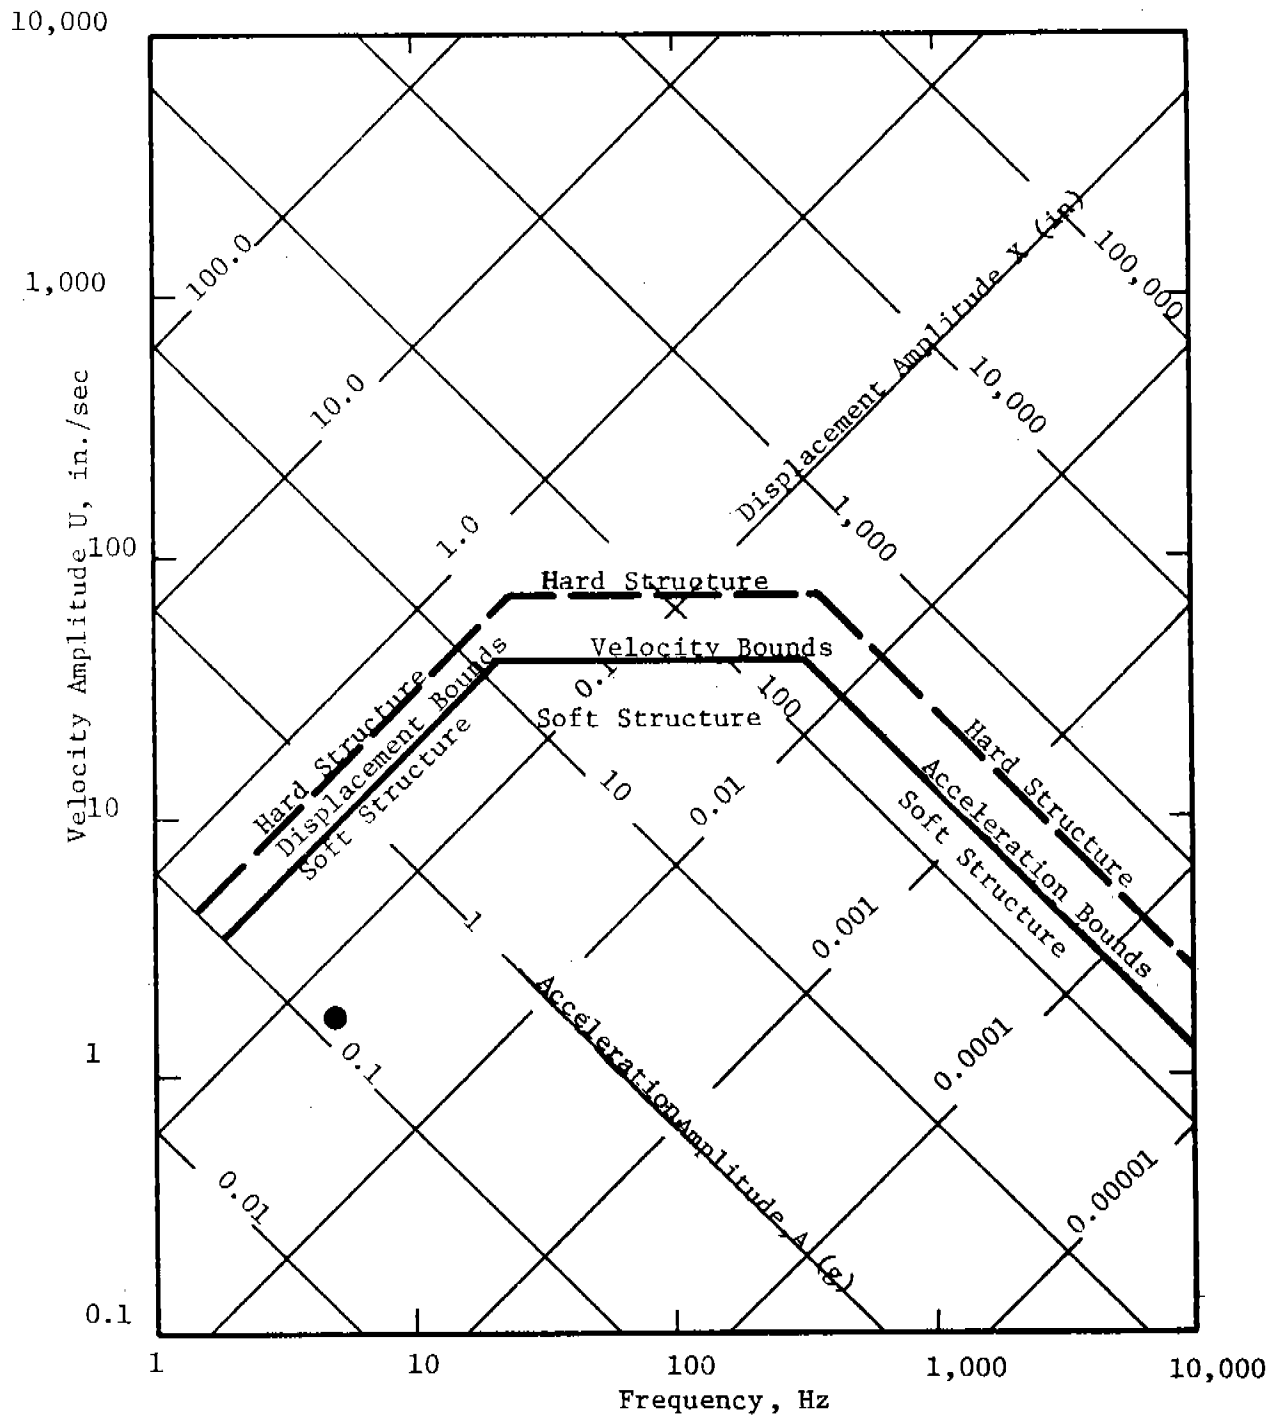 10,000
1,000
100
10
1
0.1
Velocity Amplitude U, in./sec
100.0
10.0
1.0
0.1
0.01
0.001
0.0001
0.00001
Displacement Amplitude X (in)
100,000
10,000
1,000
100
10
1
0.1
0.01
Acceleration Amplitude, A (g)
Hard Structure
Velocity Bounds
Soft Structure
Hard Structure
Displacement Bounds
Soft Structure
Hard Structure
Acceleration Bounds
Soft Structure
1
10
100
1,000
10,000
Frequency, Hz